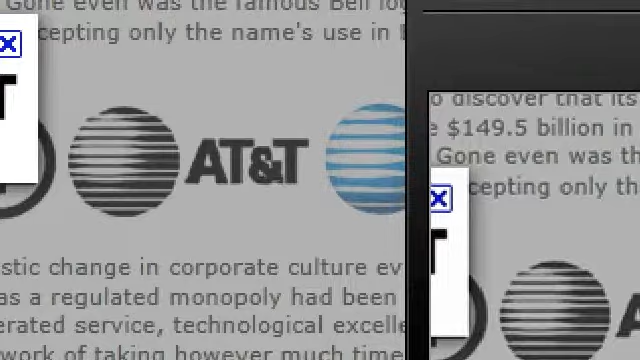 Gone even was the famous Bell lo
cepting only the name's use in
X
T
AT&T
stic change in corporate culture ev
as a regulated monopoly had been
erated service, technological excelle
work of taking however much time
o discover that its
e $149.5 billion in
Gone even was th
cepting only th
X
T
A